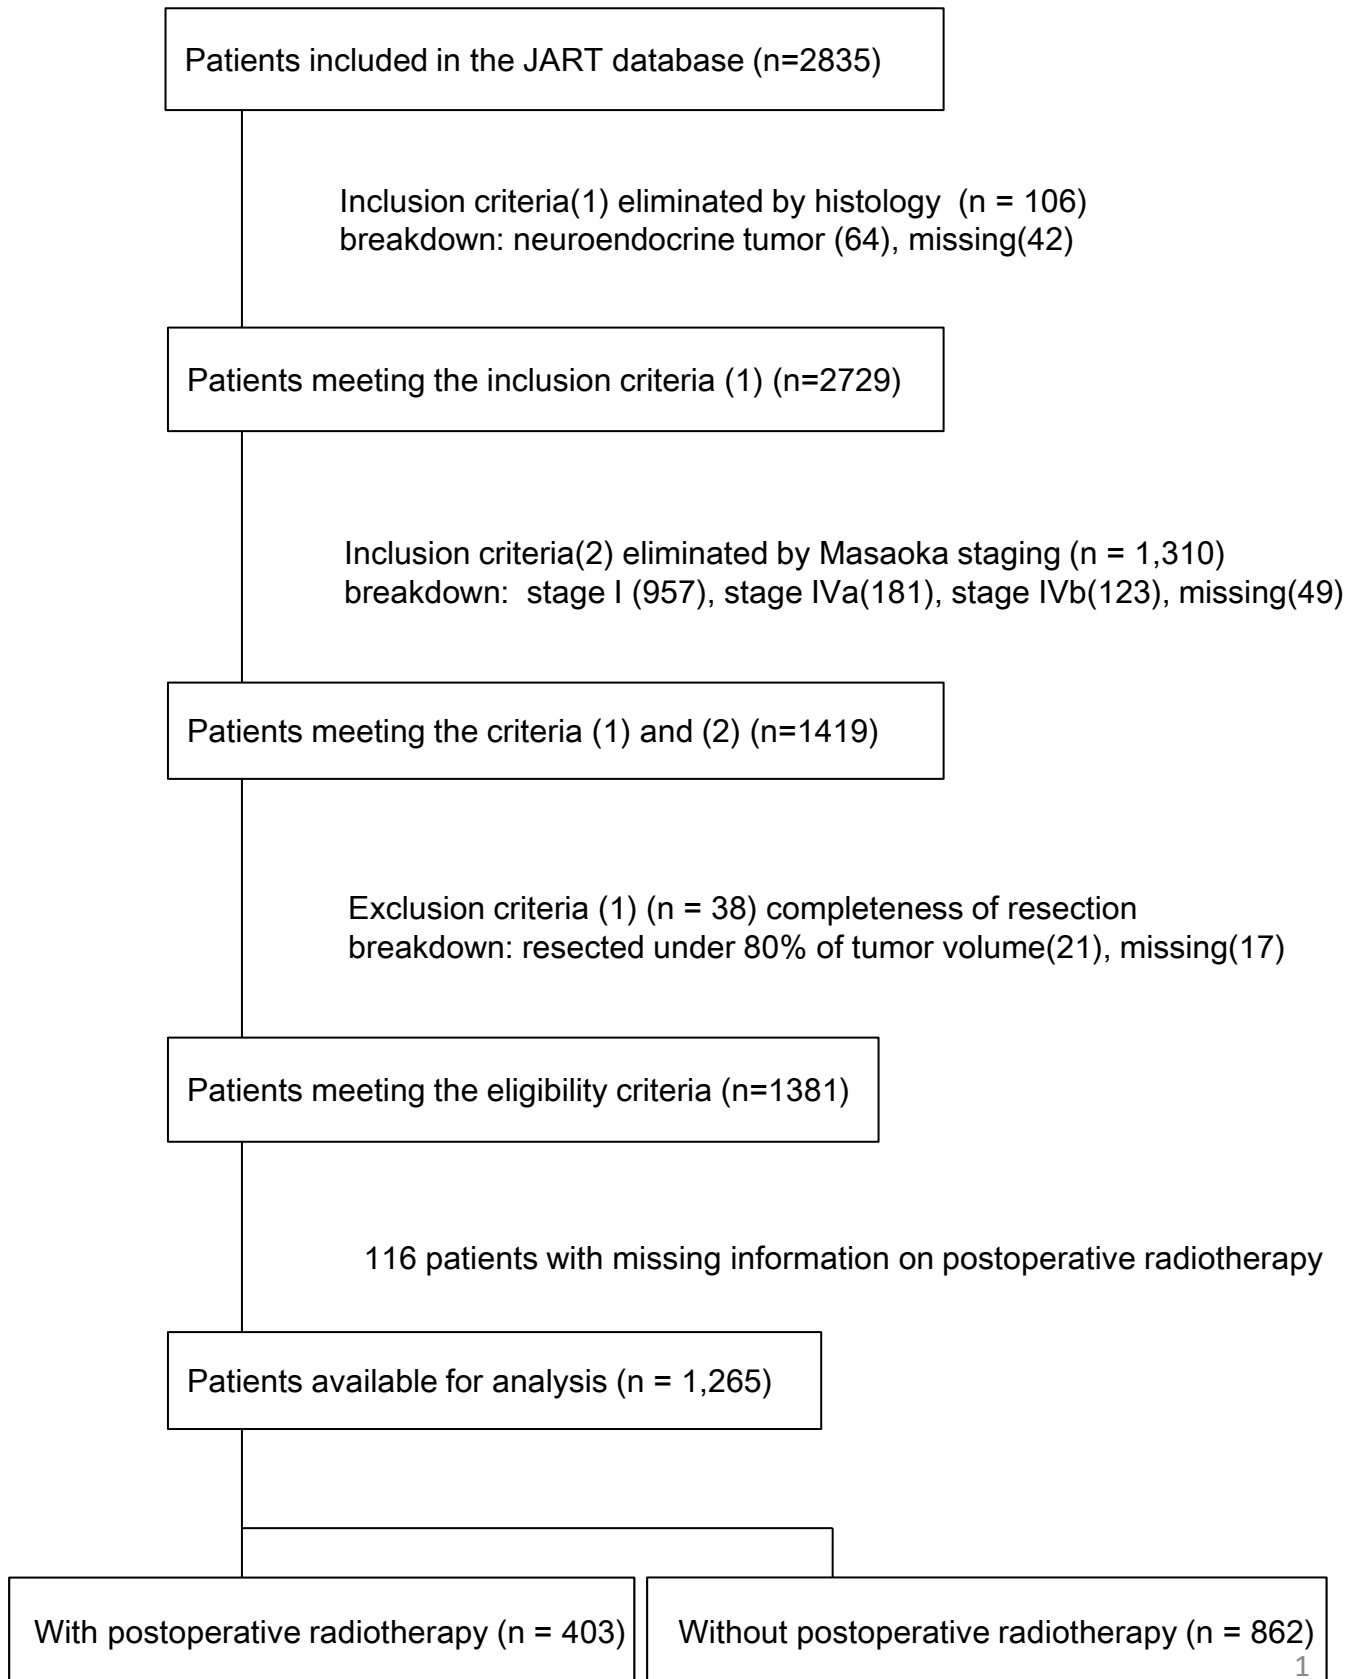 Patients included in the JART database (n=2835)
Inclusion criteria(1) eliminated by histology  (n = 106)
breakdown: neuroendocrine tumor (64), missing(42)
Patients meeting the inclusion criteria (1) (n=2729)
Inclusion criteria(2) eliminated by Masaoka staging (n = 1,310)
breakdown:  stage I (957), stage IVa(181), stage IVb(123), missing(49)
Patients meeting the criteria (1) and (2) (n=1419)
Exclusion criteria (1) (n = 38) completeness of resection
breakdown: resected under 80% of tumor volume(21), missing(17)
Patients meeting the eligibility criteria (n=1381)
116 patients with missing information on postoperative radiotherapy
Patients available for analysis (n = 1,265)
With postoperative radiotherapy (n = 403)
Without postoperative radiotherapy (n = 862)
1